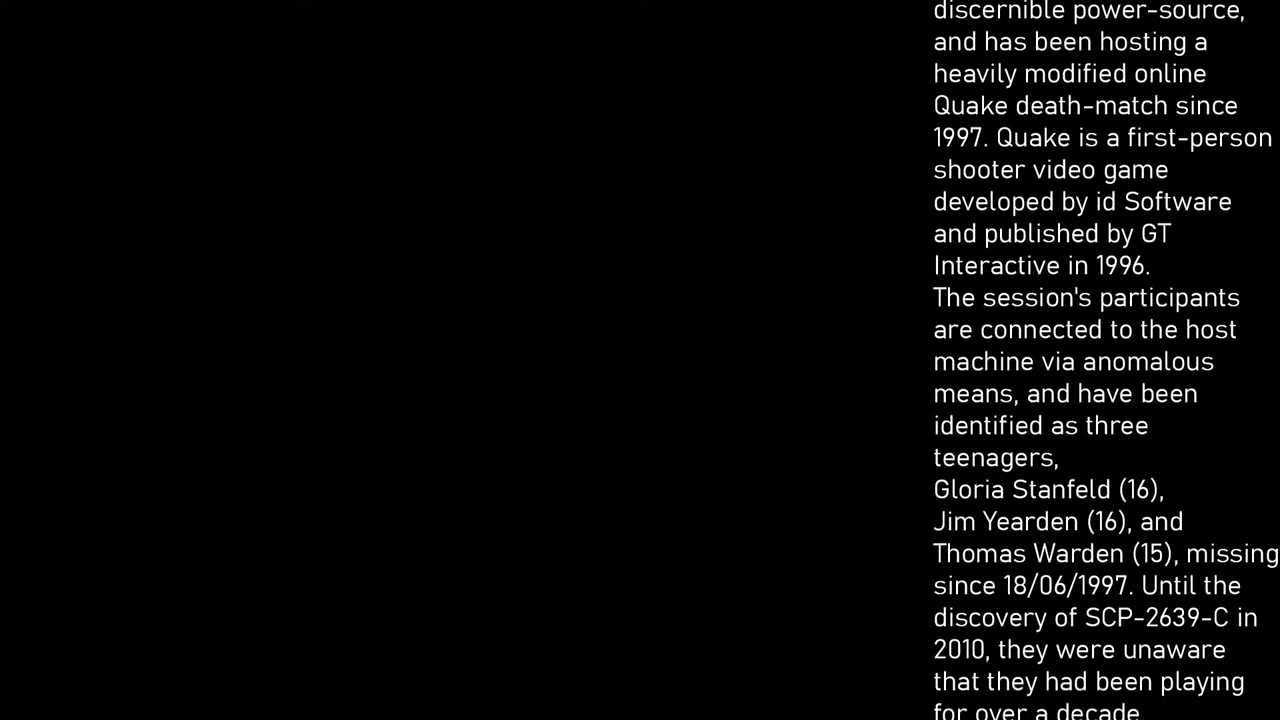 discernible power-source,
and has been hosting a
heavily modified online
Quake death-match since
1997. Quake is a first-person
shooter video game
developed by id Software
and published by GT
Interactive in 1996.
The session's participants
are connected to the host
machine via anomalous
means, and have been
identified as three
teenagers,
Gloria Stanfeld (16),
Jim Yearden (16), and
Thomas Warden (15), missing
since 18/06/1997. Until the
discovery of SCP-2639-C in
2010, they were unaware
that they had been playing
for over a decade